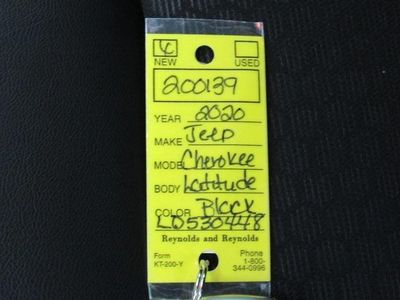 NEW USED
200139
YEAR 2020
MAKE Jeep
MODEL Cherokee
BODY Latitude
COLOR Black
LD530448
Reynolds and Reynolds
Form Phone
KT-200-Y 1-800-
344-0996